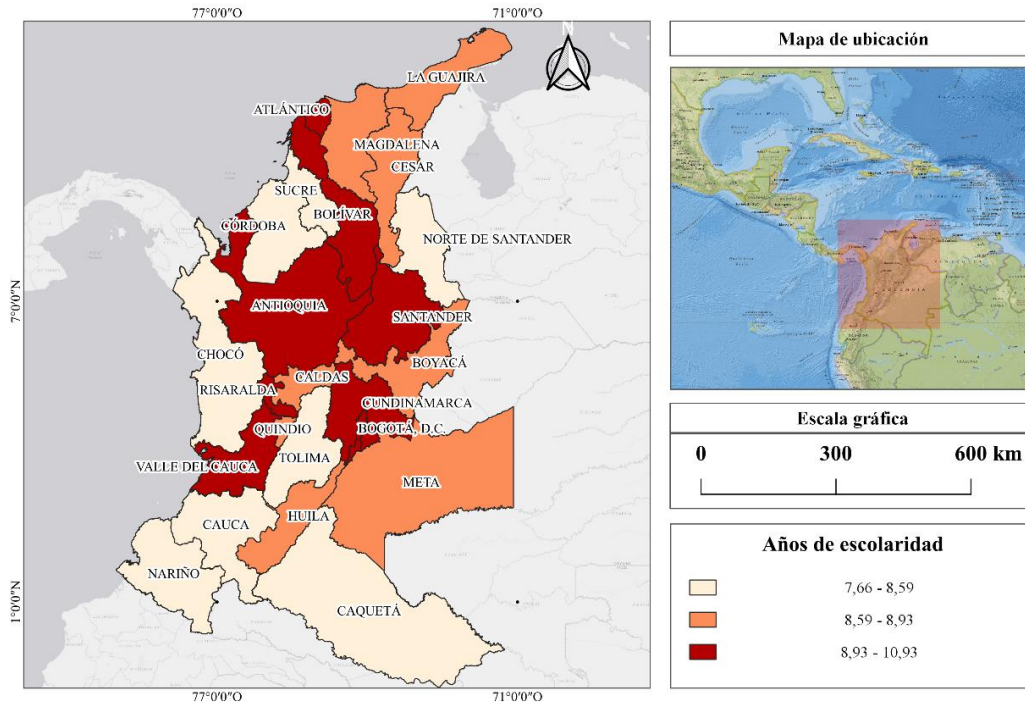 77°0'0"O
71°0'0"O
N
LA GUAJIRA
ATLÁNTICO
MAGDALENA
CESAR
SUCRE
BOLÍVAR
CÓRDOBA
NORTE DE SANTANDER
7°0'0"N
ANTIOQUIA
SANTANDER
CHOCÓ
BOYACÁ
CALDAS
RISARALDA
CUNDINAMARCA
QUINDIO
BOGOTÁ, D.C.
TOLIMA
VALLE DEL CAUCA
META
CAUCA
HUILA
NARIÑO
1°0'0"N
CAQUETÁ
77°0'0"O
71°0'0"O
Mapa de ubicación
Escala gráfica
0 300 600 km
Años de escolaridad
7,66 - 8,59
8,59 - 8,93
8,93 - 10,93